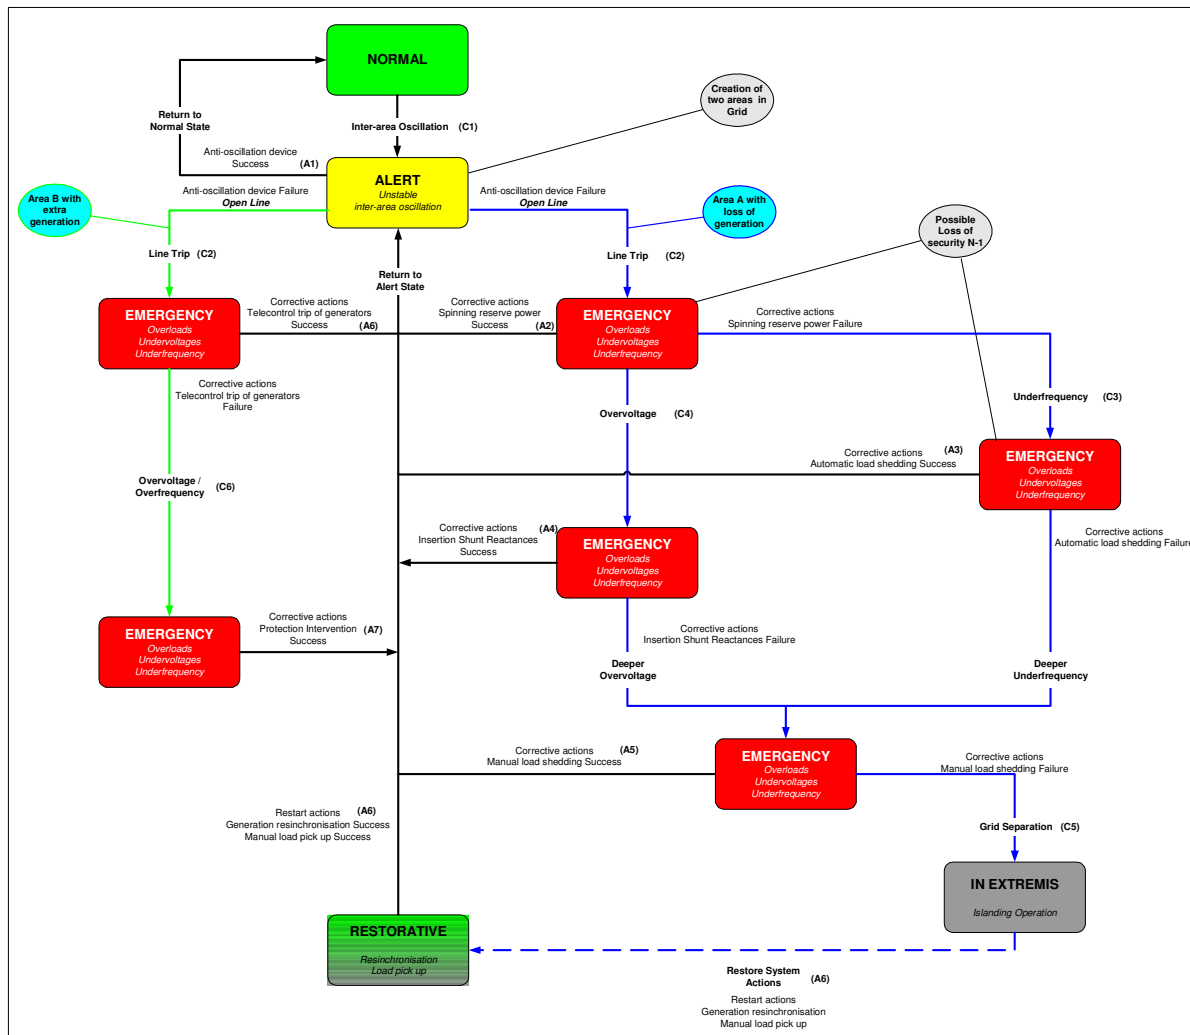 NORMAL
Creation of
two areas in
Grid
Return to
Normal State
Inter-area Oscillation (C1)
Anti-oscillation device
Success
(A1)
ALERT
Unstable
inter-area oscillation
Anti-oscillation device Failure
Open Line
Anti-oscillation device Failure
Open Line
Area B with
extra
generation
Area A with
loss of
generation
Possible
Loss of
security N-1
Line Trip (C2)
Line Trip (C2)
Return to
Alert State
EMERGENCY
Overloads
Undervoltages
Underfrequency
Corrective actions
Telecontrol trip of generators
Success (A6)
Corrective actions
Spinning reserve power
Success (A2)
EMERGENCY
Overloads
Undervoltages
Underfrequency
Corrective actions
Spinning reserve power Failure
Corrective actions
Telecontrol trip of generators
Failure
Overvoltage (C4)
Underfrequency (C3)
Corrective actions (A3)
Automatic load shedding Success
EMERGENCY
Overloads
Undervoltages
Underfrequency
Overvoltage /
Overfrequency (C6)
Corrective actions (A4)
Insertion Shunt Reactances
Success
EMERGENCY
Overloads
Undervoltages
Underfrequency
Corrective actions
Automatic load shedding Failure
EMERGENCY
Overloads
Undervoltages
Underfrequency
Corrective actions
Protection Intervention (A7)
Success
Corrective actions
Insertion Shunt Reactances Failure
Deeper
Overvoltage
Deeper
Underfrequency
Corrective actions (A5)
Manual load shedding Success
EMERGENCY
Overloads
Undervoltages
Underfrequency
Corrective actions
Manual load shedding Failure
Restart actions (A6)
Generation resinchronisation Success
Manual load pick up Success
Grid Separation (C5)
IN EXTREMIS
Islanding Operation
RESTORATIVE
Resinchronisation
Load pick up
Restore System
Actions (A6)
Restart actions
Generation resinchronisation
Manual load pick up